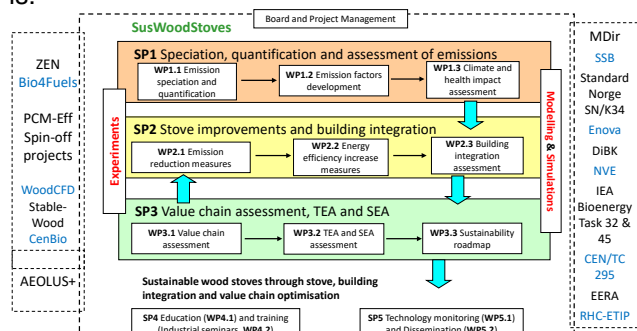 Board and Project Management
SusWoodStoves
SP1 Speciation, quantification and assessment of emissions
WP1.1 Emission
speciation and
quantification
WP1.2 Emission factors
development
WP1.3 Climate and
health impact
assessment
SP2 Stove improvements and building integration
WP2.1 Emission
reduction measures
WP2.2 Energy
efficiency increase
measures
WP2.3 Building
integration
assessment
SP3 Value chain assessment, TEA and SEA
WP3.1 Value chain
assessment
WP3.2 TEA and SEA
assessment
WP3.3 Sustainability
roadmap
Experiments
Modelling & Simulations
Sustainable wood stoves through stove, building
integration and value chain optimisation
SP4 Education (WP4.1) and training
(Industrial seminars, WP4.2)
SP5 Technology monitoring (WP5.1)
and Dissemination (WP5.2)
ZEN
Bio4Fuels
PCM-Eff
Spin-off
projects
WoodCFD
Stable-
Wood
CenBio
AEOLUS+
MDir
SSB
Standard
Norge
SN/K34
Enova
DiBK
NVE
IEA
Bioenergy
Task 32 &
45
CEN/TC
295
EERA
RHC-ETIP